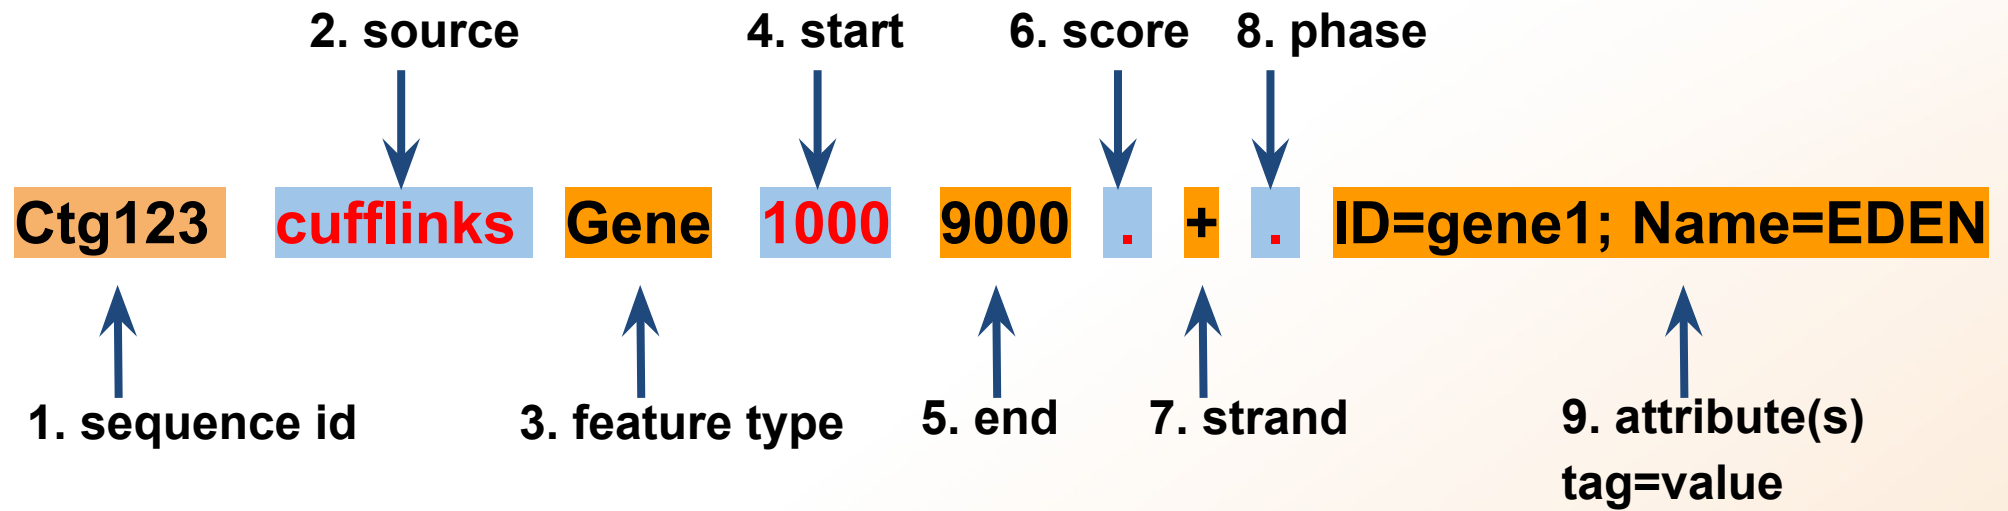 2. source 4. start 6. score 8. phase
Ctg123 cufflinks Gene 1000 9000 . + . ID=gene1; Name=EDEN
1. sequence id 3. feature type 5. end 7. strand 9. attribute(s)
tag=value